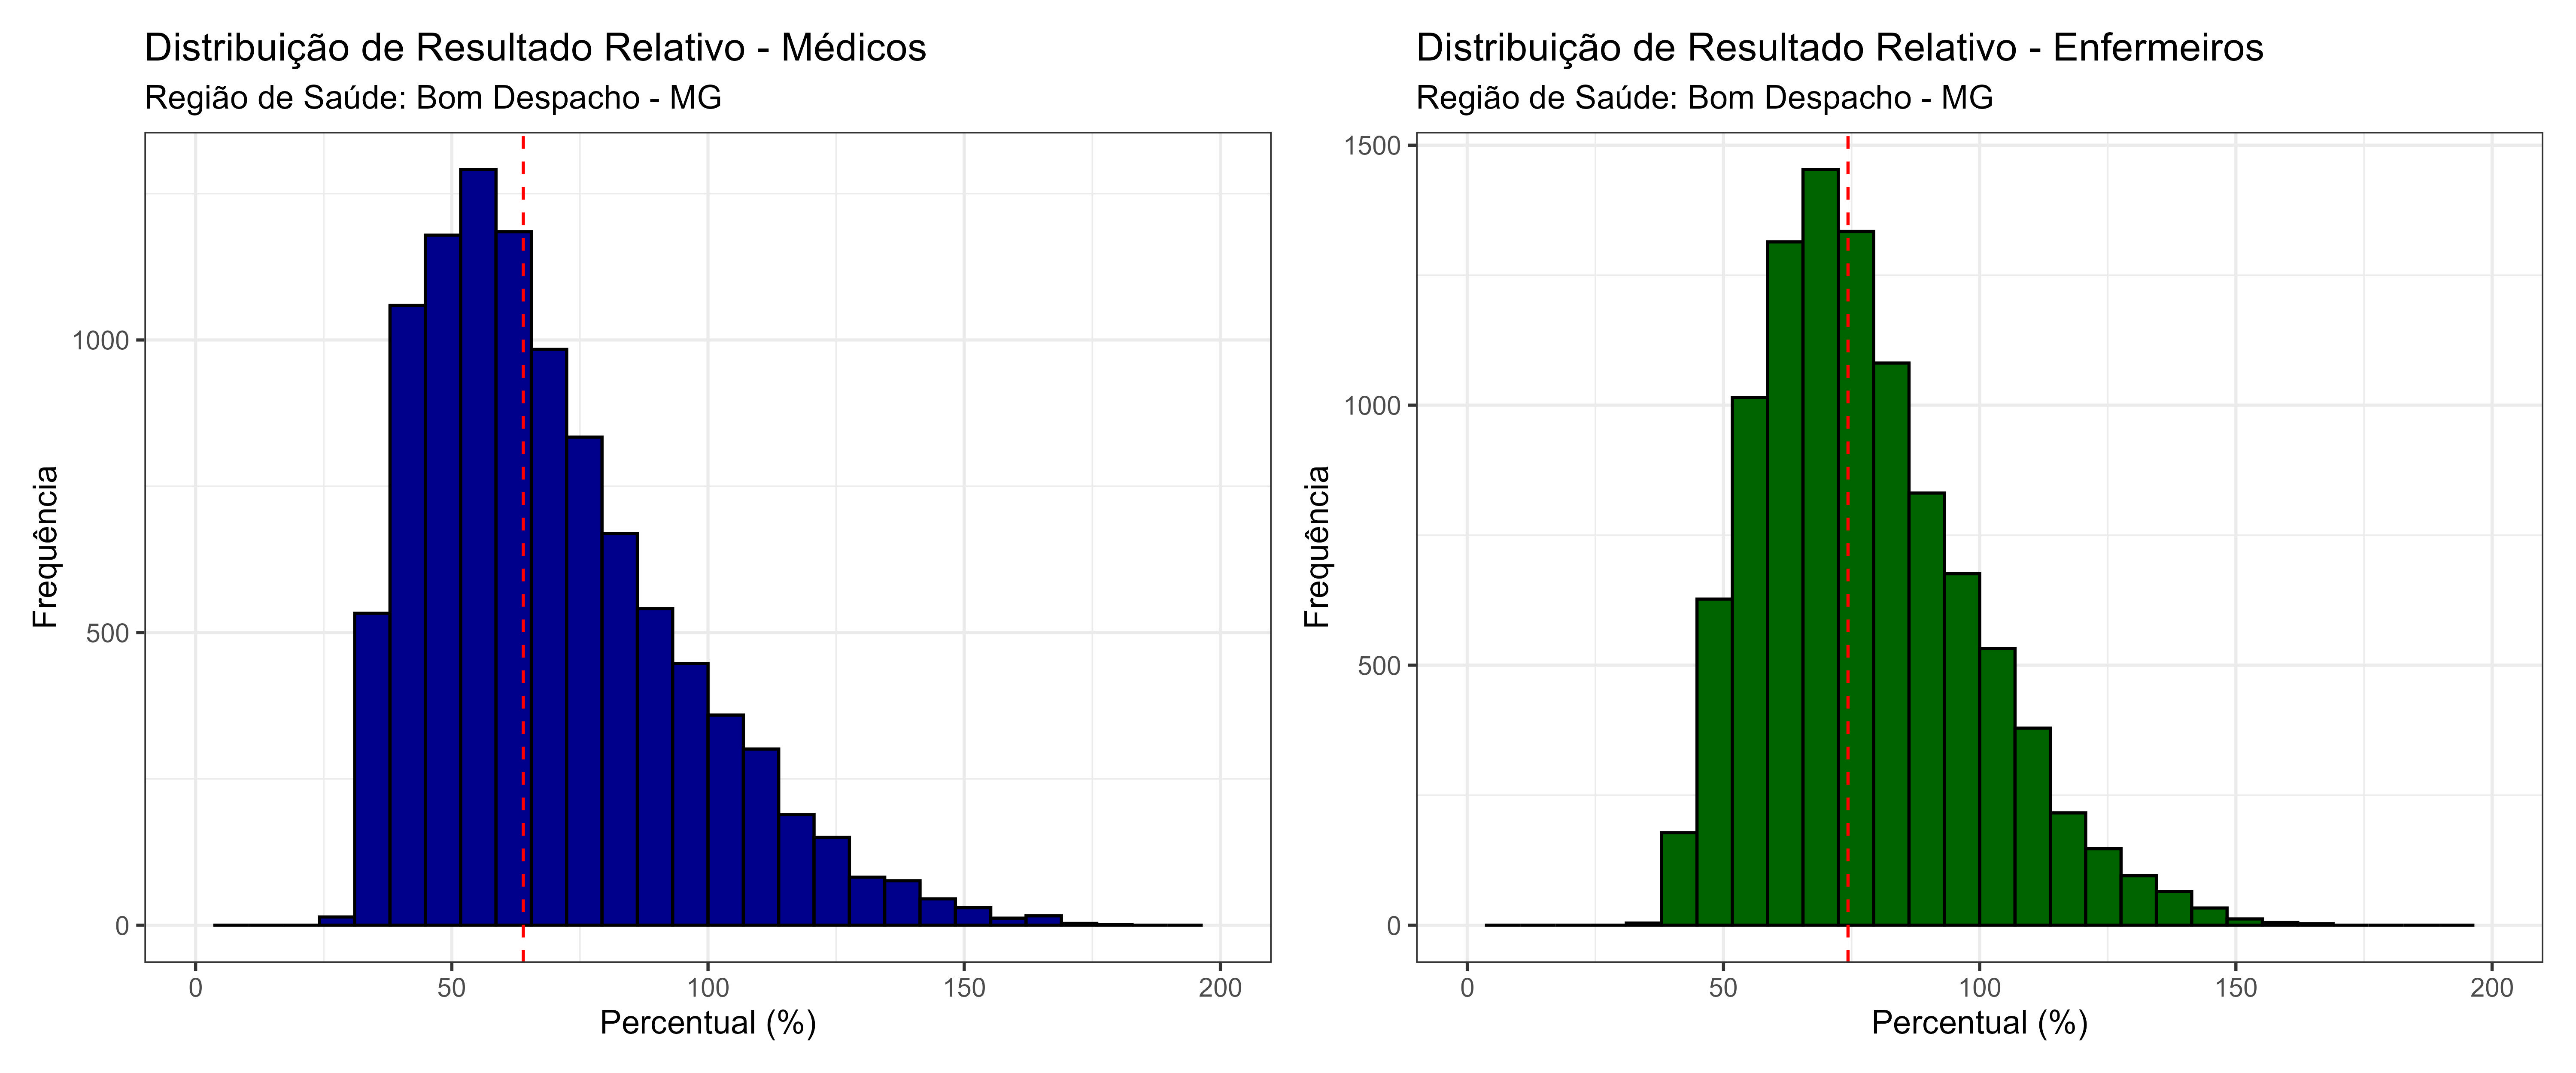 Distribuição de Resultado Relativo - Médicos
Região de Saúde: Bom Despacho - MG
Frequência
1000
500
0
0 50 100 150 200
Percentual (%)
Distribuição de Resultado Relativo - Enfermeiros
Região de Saúde: Bom Despacho - MG
Frequência
1500
1000
500
0
0 50 100 150 200
Percentual (%)